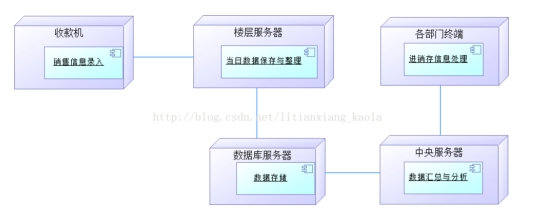 收款机
销售信息录入
楼层服务器
当日数据保存与整理
各部门终端
进销存信息处理
http://blog.csdn.net/litianxiang_kaola
数据库服务器
数据存储
中央服务器
数据汇总与分析